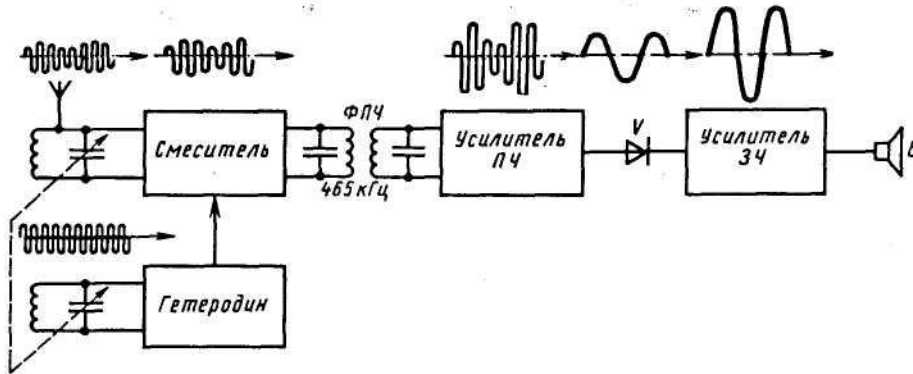 ФПЧ
Смеситель
465 кГц
Усилитель
ПЧ
V
Усилитель
ЗЧ
Гетеродин